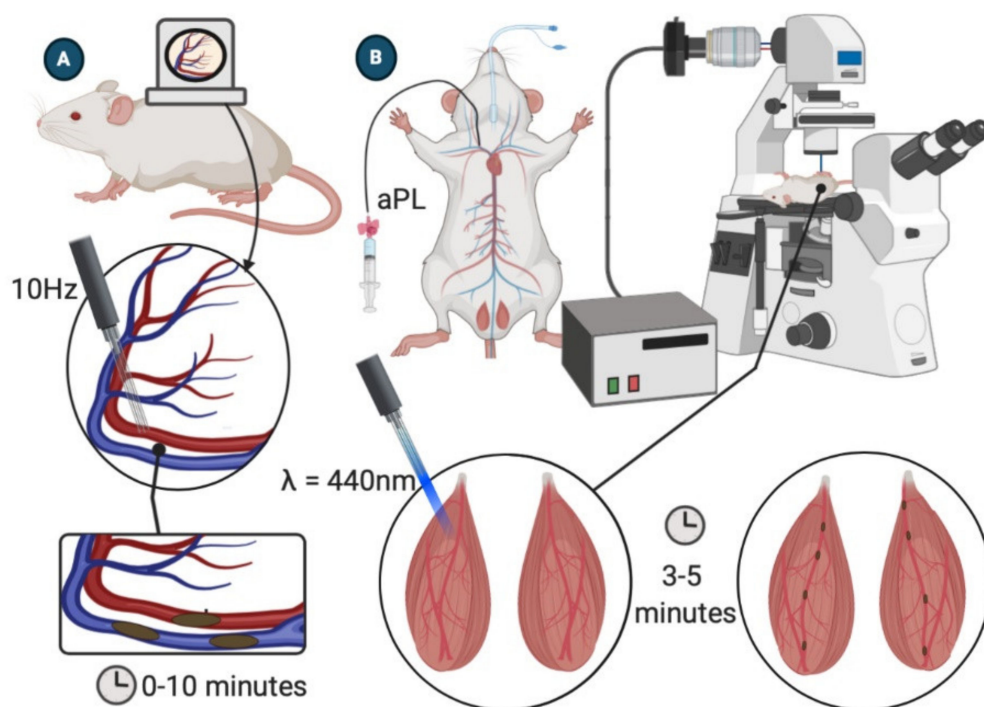 A
B
aPL
10Hz
λ = 440nm
3-5
minutes
0-10 minutes